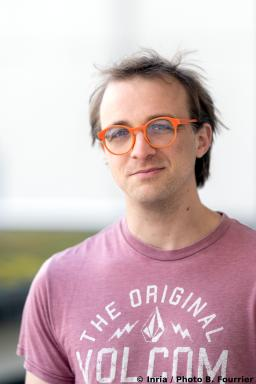 THE ORIGINAL
VOLCOM
© Inria / Photo B. Fourrier